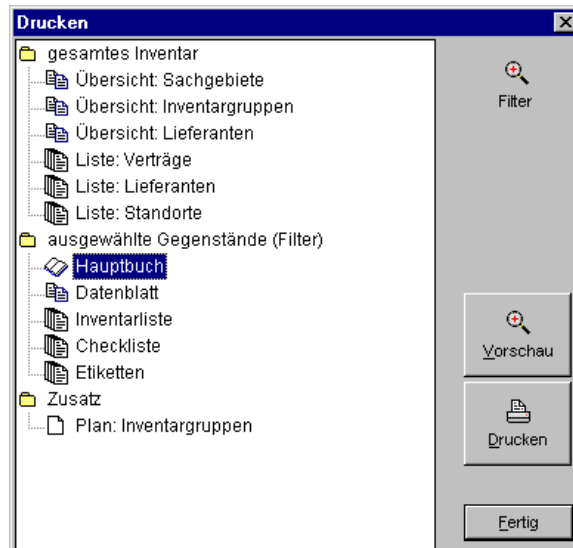 Drucken
gesamtes Inventar
Übersicht: Sachgebiete
Übersicht: Inventargruppen
Übersicht: Lieferanten
Liste: Verträge
Liste: Lieferanten
Liste: Standorte
ausgewählte Gegenstände (Filter)
Hauptbuch
Datenblatt
Inventarliste
Checkliste
Etiketten
Zusatz
Plan: Inventargruppen
Filter
Vorschau
Drucken
Fertig